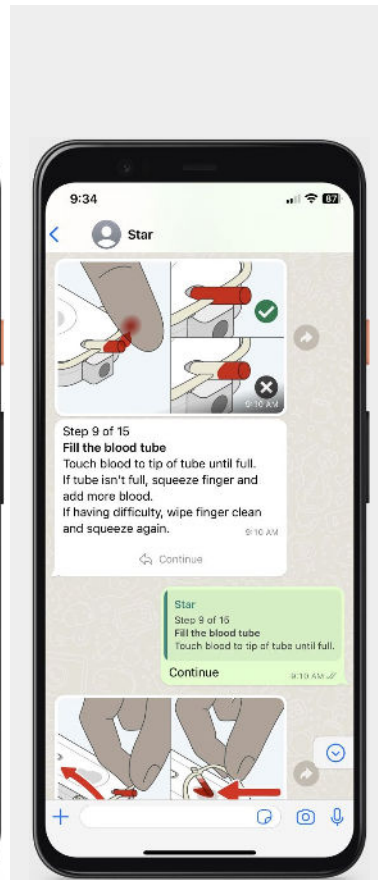 9:34
87
Star
9:10 AM
Step 9 of 15
Fill the blood tube
Touch blood to tip of tube until full.
If tube isn't full, squeeze finger and
add more blood.
If having difficulty, wipe finger clean
and squeeze again.
9:10 AM
Continue
Star
Step 9 of 15
Fill the blood tube
Touch blood to tip of tube until full.
Continue
9:10 AM